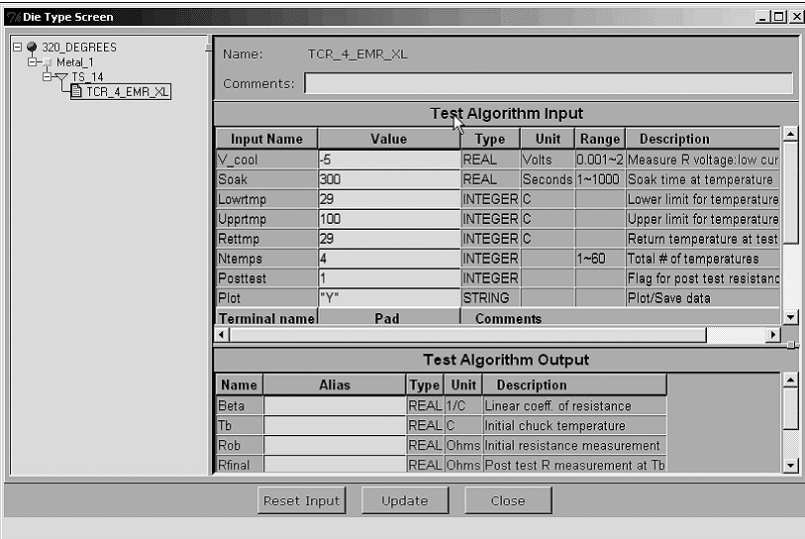 Die Type Screen
320_DEGREES
Metal_1
TS_14
TCR_4_EMR_XL
Name: TCR_4_EMR_XL
Comments:
Test Algorithm Input
Input Name Value Type Unit Range Description
V_cool -5 REAL Volts 0.001~2 Measure R voltage:low cur
Soak 300 REAL Seconds 1~1000 Soak time at temperature
Lowrtmp 29 INTEGER C Lower limit for temperature
Upprtmp 100 INTEGER C Upper limit for temperature
Rettmp 29 INTEGER C Return temperature at test
Ntemps 4 INTEGER 1~60 Total # of temperatures
Posttest 1 INTEGER Flag for post test resistanc
Plot "Y" STRING Plot/Save data
Terminal name Pad Comments
Test Algorithm Output
Name Alias Type Unit Description
Beta REAL 1/C Linear coeff. of resistance
Tb REAL C Initial chuck temperature
Rob REAL Ohms Initial resistance measurement
Rfinal REAL Ohms Post test R measurement at Tb
Reset Input Update Close